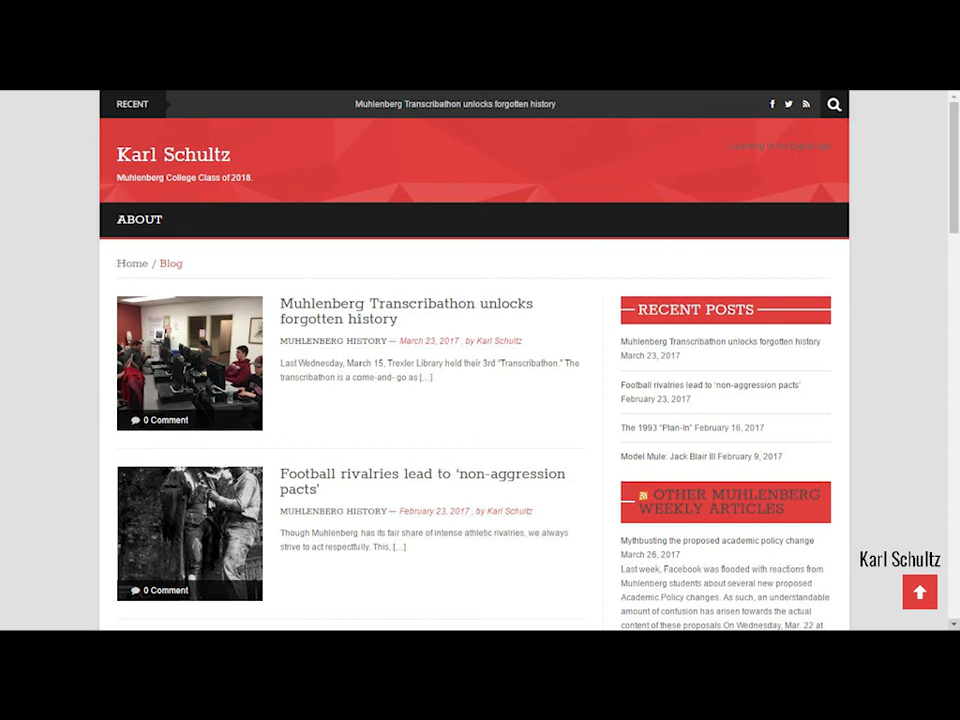 RECENT
Muhlenberg Transcribathon unlocks forgotten history
Karl Schultz
Muhlenberg College Class of 2018.
ABOUT
Home / Blog
Muhlenberg Transcribathon unlocks
forgotten history
MUHLENBERG HISTORY — March 23, 2017 , by Karl Schultz
Last Wednesday, March 15, Trexler Library held their 3rd “Transcribathon.” The
transcribathon is a come-and- go as [...]
0 Comment
Football rivalries lead to ‘non-aggression
pacts’
MUHLENBERG HISTORY — February 23, 2017 , by Karl Schultz
Though Muhlenberg has its fair share of intense athletic rivalries, we always
strive to act respectfully. This, [...]
0 Comment
RECENT POSTS
Muhlenberg Transcribathon unlocks forgotten history
March 23, 2017
Football rivalries lead to ‘non-aggression pacts’
February 23, 2017
The 1993 “Plan-In” February 16, 2017
Model Mule: Jack Blair III February 9, 2017
OTHER MUHLENBERG
WEEKLY ARTICLES
Mythbusting the proposed academic policy change
March 26, 2017
Last week, Facebook was flooded with reactions from
Muhlenberg students about several new proposed
Academic Policy changes. As such, an understandable
amount of confusion has arisen towards the actual
content of these proposals.On Wednesday, Mar. 22 at
Karl Schultz